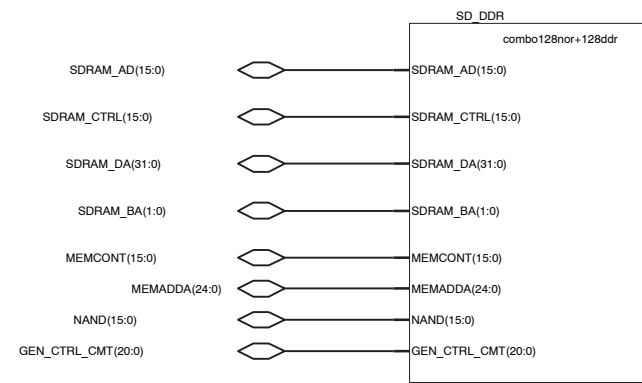 SD_DDR
combo128nor+128ddr
SDRAM_AD(15:0) SDRAM_AD(15:0)
SDRAM_CTRL(15:0) SDRAM_CTRL(15:0)
SDRAM_DA(31:0) SDRAM_DA(31:0)
SDRAM_BA(1:0) SDRAM_BA(1:0)
MEMCONT(15:0) MEMCONT(15:0)
MEMADDA(24:0) MEMADDA(24:0)
NAND(15:0) NAND(15:0)
GEN_CTRL_CMT(20:0) GEN_CTRL_CMT(20:0)